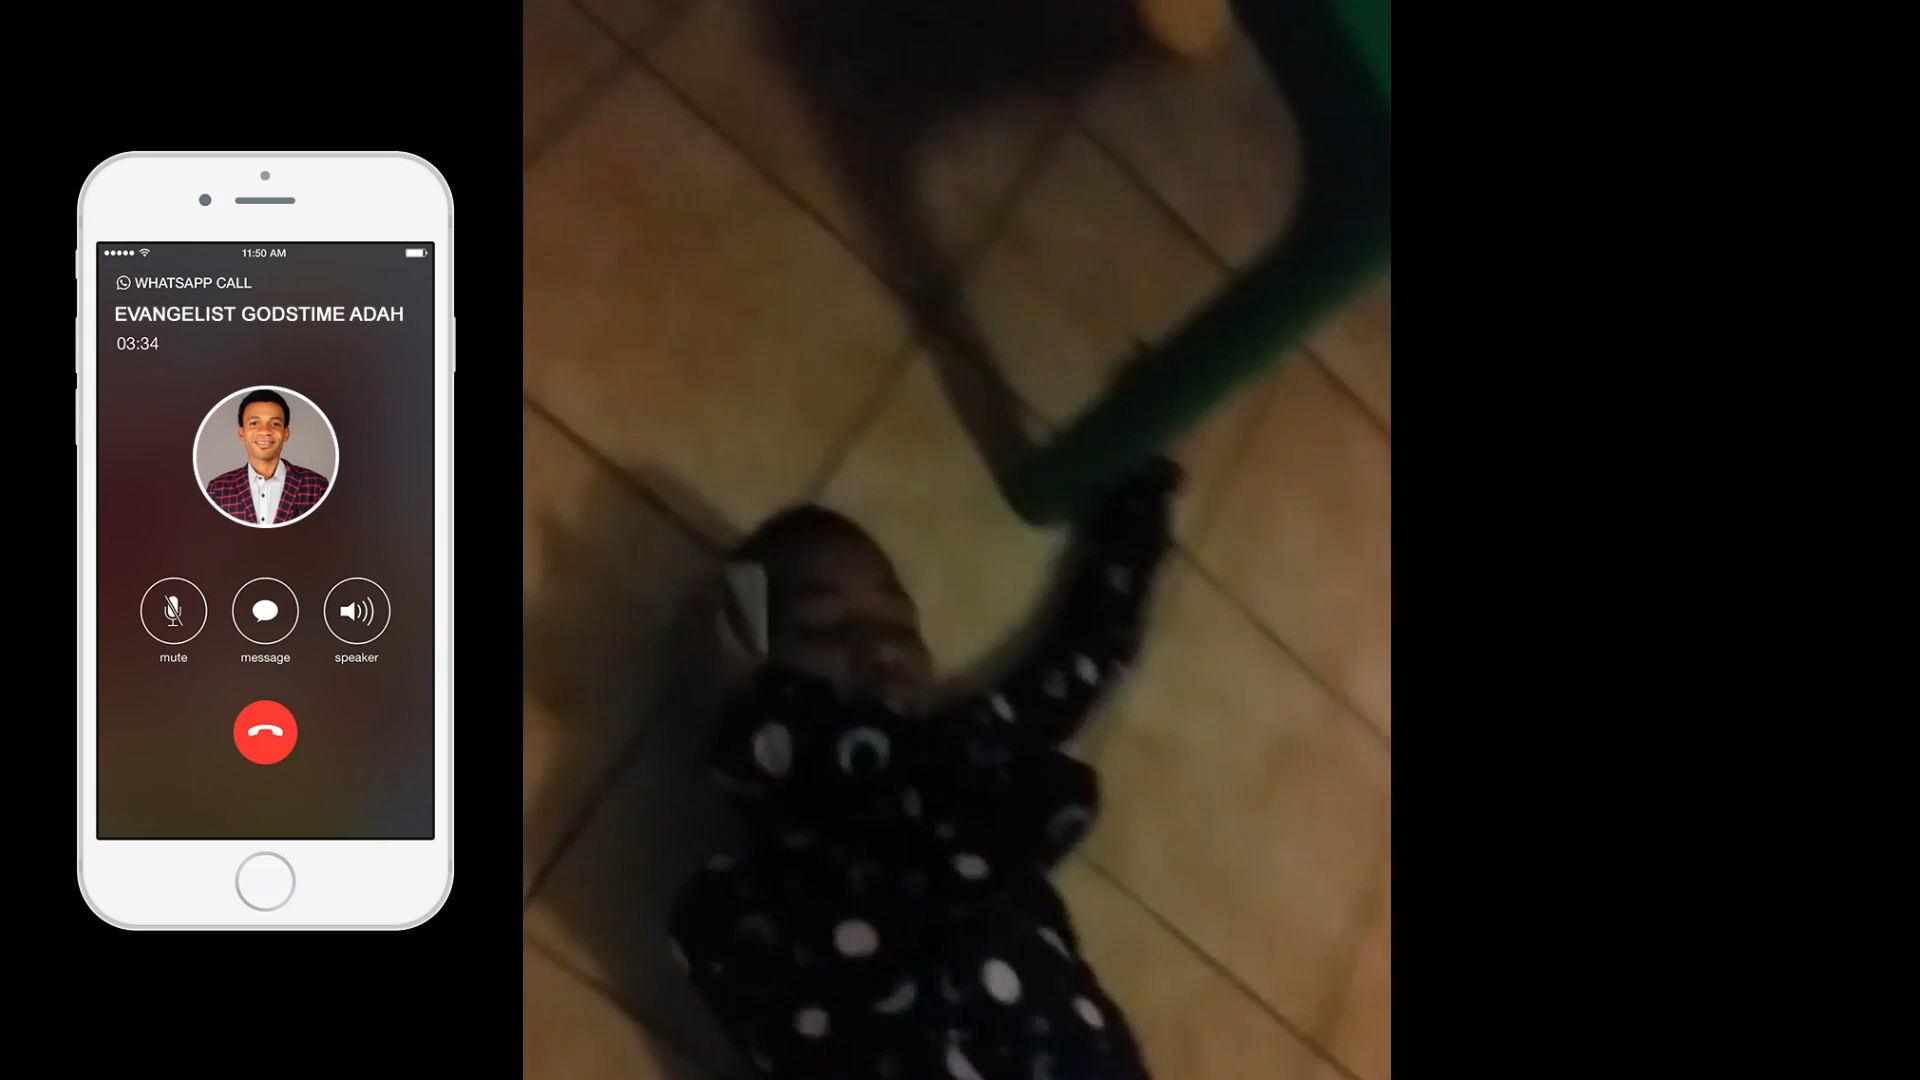 11:50 AM
WHATSAPP CALL
EVANGELIST GODSTIME ADAH
03:34
mute
message
speaker